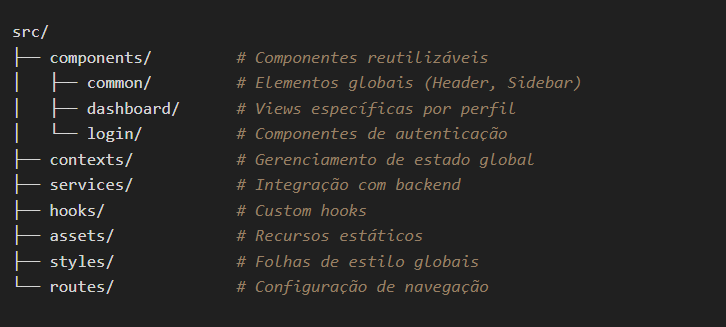 src/
├── components/         # Componentes reutilizáveis
│   ├── common/         # Elementos globais (Header, Sidebar)
│   ├── dashboard/      # Views específicas por perfil
│   └── login/          # Componentes de autenticação
├── contexts/           # Gerenciamento de estado global
├── services/           # Integração com backend
├── hooks/              # Custom hooks
├── assets/             # Recursos estáticos
├── styles/             # Folhas de estilo globais
└── routes/             # Configuração de navegação